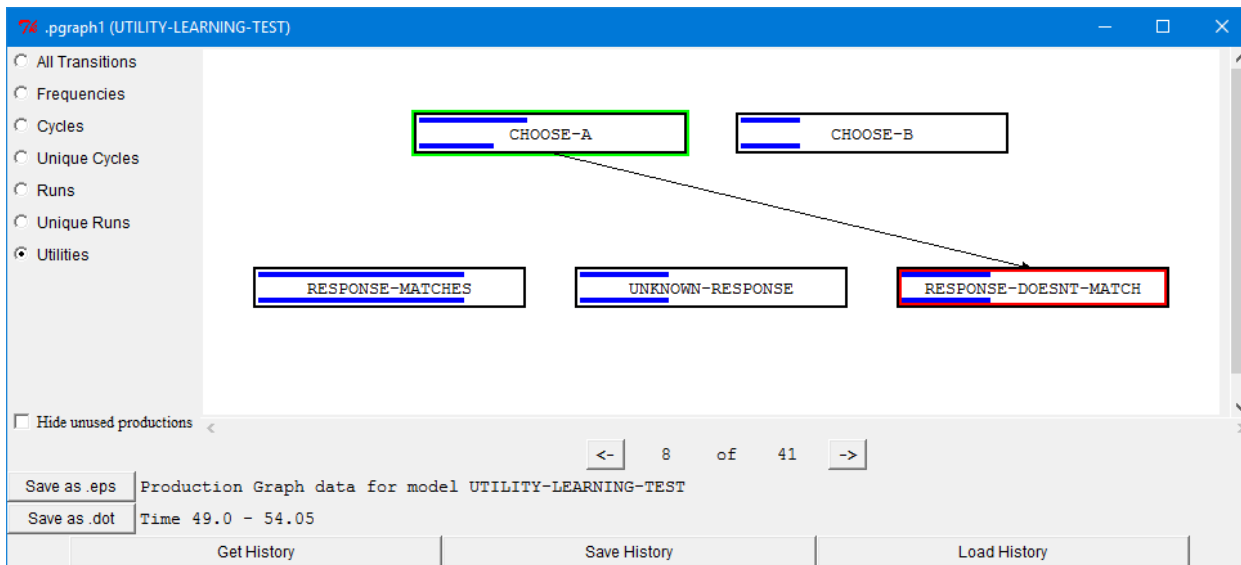 .pgraph1 (UTILITY-LEARNING-TEST)
All Transitions
Frequencies
Cycles
Unique Cycles
Runs
Unique Runs
Utilities
CHOOSE-A
CHOOSE-B
RESPONSE-MATCHES
UNKNOWN-RESPONSE
RESPONSE-DOESNT-MATCH
Hide unused productions
<- 8 of 41 ->
Save as .eps Production Graph data for model UTILITY-LEARNING-TEST
Save as .dot Time 49.0 - 54.05
Get History Save History Load History